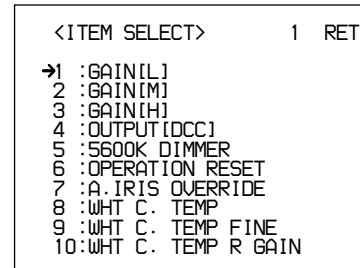 <ITEM SELECT> 1 RET
→1 :GAIN[L]
2 :GAIN[M]
3 :GAIN[H]
4 :OUTPUT[DCC]
5 :5600K DIMMER
6 :OPERATION RESET
7 :A.IRIS OVERRIDE
8 :WHT C. TEMP
9 :WHT C. TEMP FINE
10:WHT C. TEMP R GAIN